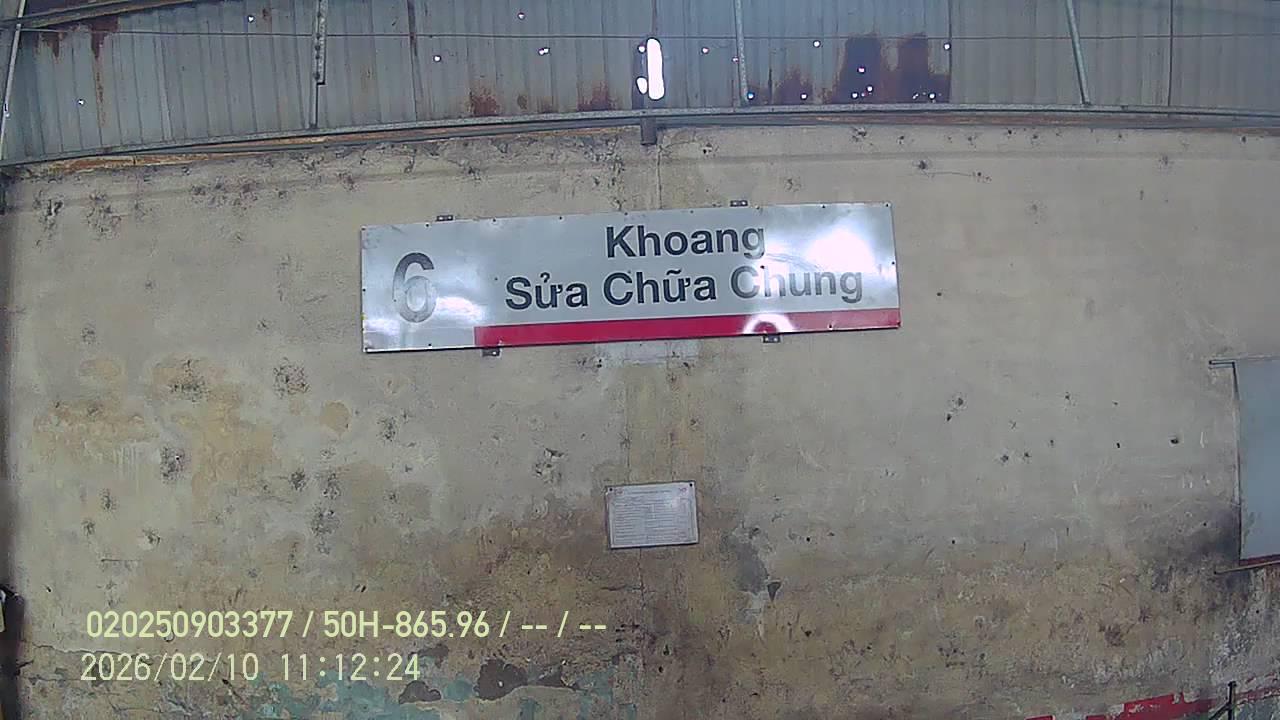 6
Khoang
Sửa Chữa Chung
020250903377 / 50H-865.96 / -- / --
2026/02/10 11:12:24